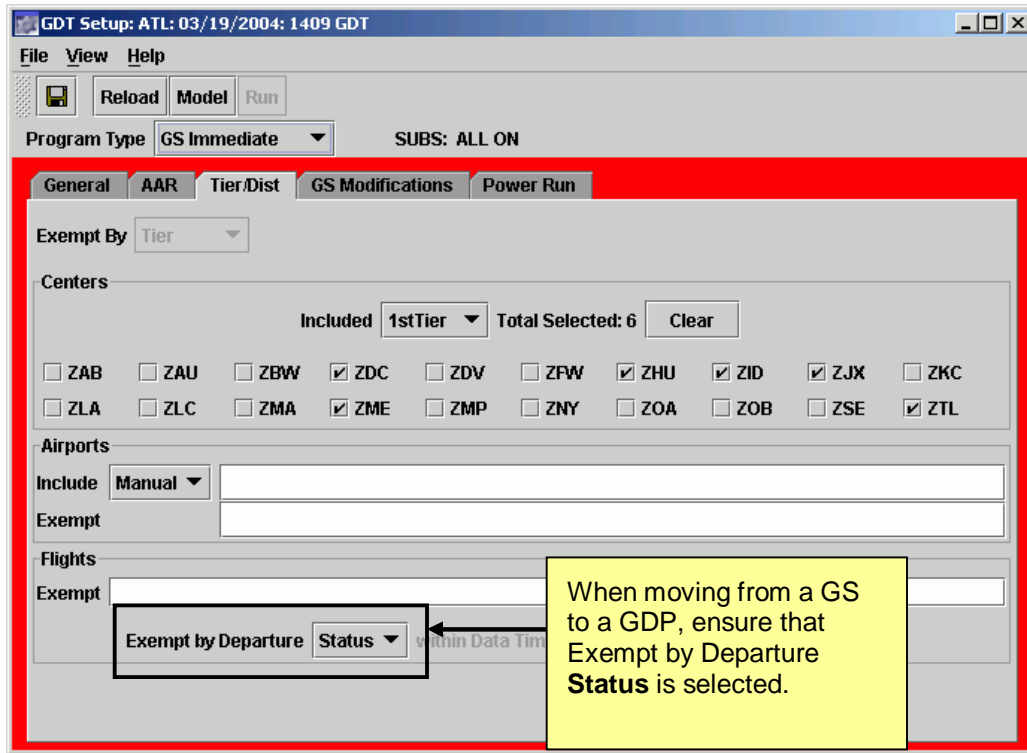 GDT Setup: ATL: 03/19/2004: 1409 GDT
File View Help
Reload Model Run
Program Type GS Immediate SUBS: ALL ON
General AAR Tier/Dist GS Modifications Power Run
Exempt By Tier
Centers
Included 1stTier Total Selected: 6 Clear
ZAB ZAU ZBW ZDC ZDV ZFW ZHU ZID ZJX ZKC
ZLA ZLC ZMA ZME ZMP ZNY ZOA ZOB ZSE ZTL
Airports
Include Manual
Exempt
Flights
Exempt
Exempt by Departure Status within Data Tim
When moving from a GS
to a GDP, ensure that
Exempt by Departure
Status is selected.